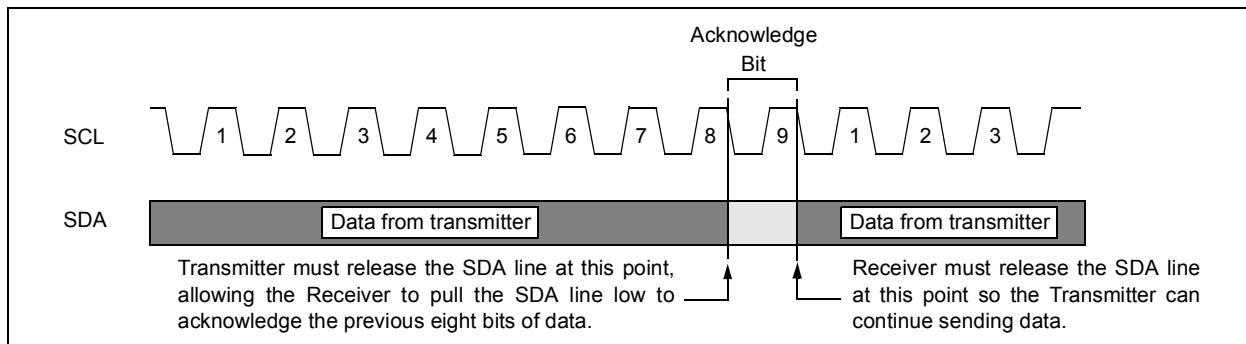 Acknowledge
Bit
SCL
1 2 3 4 5 6 7 8 9 1 2 3
SDA
Data from transmitter
Data from transmitter
Transmitter must release the SDA line at this point,
allowing the Receiver to pull the SDA line low to
acknowledge the previous eight bits of data.
Receiver must release the SDA line
at this point so the Transmitter can
continue sending data.